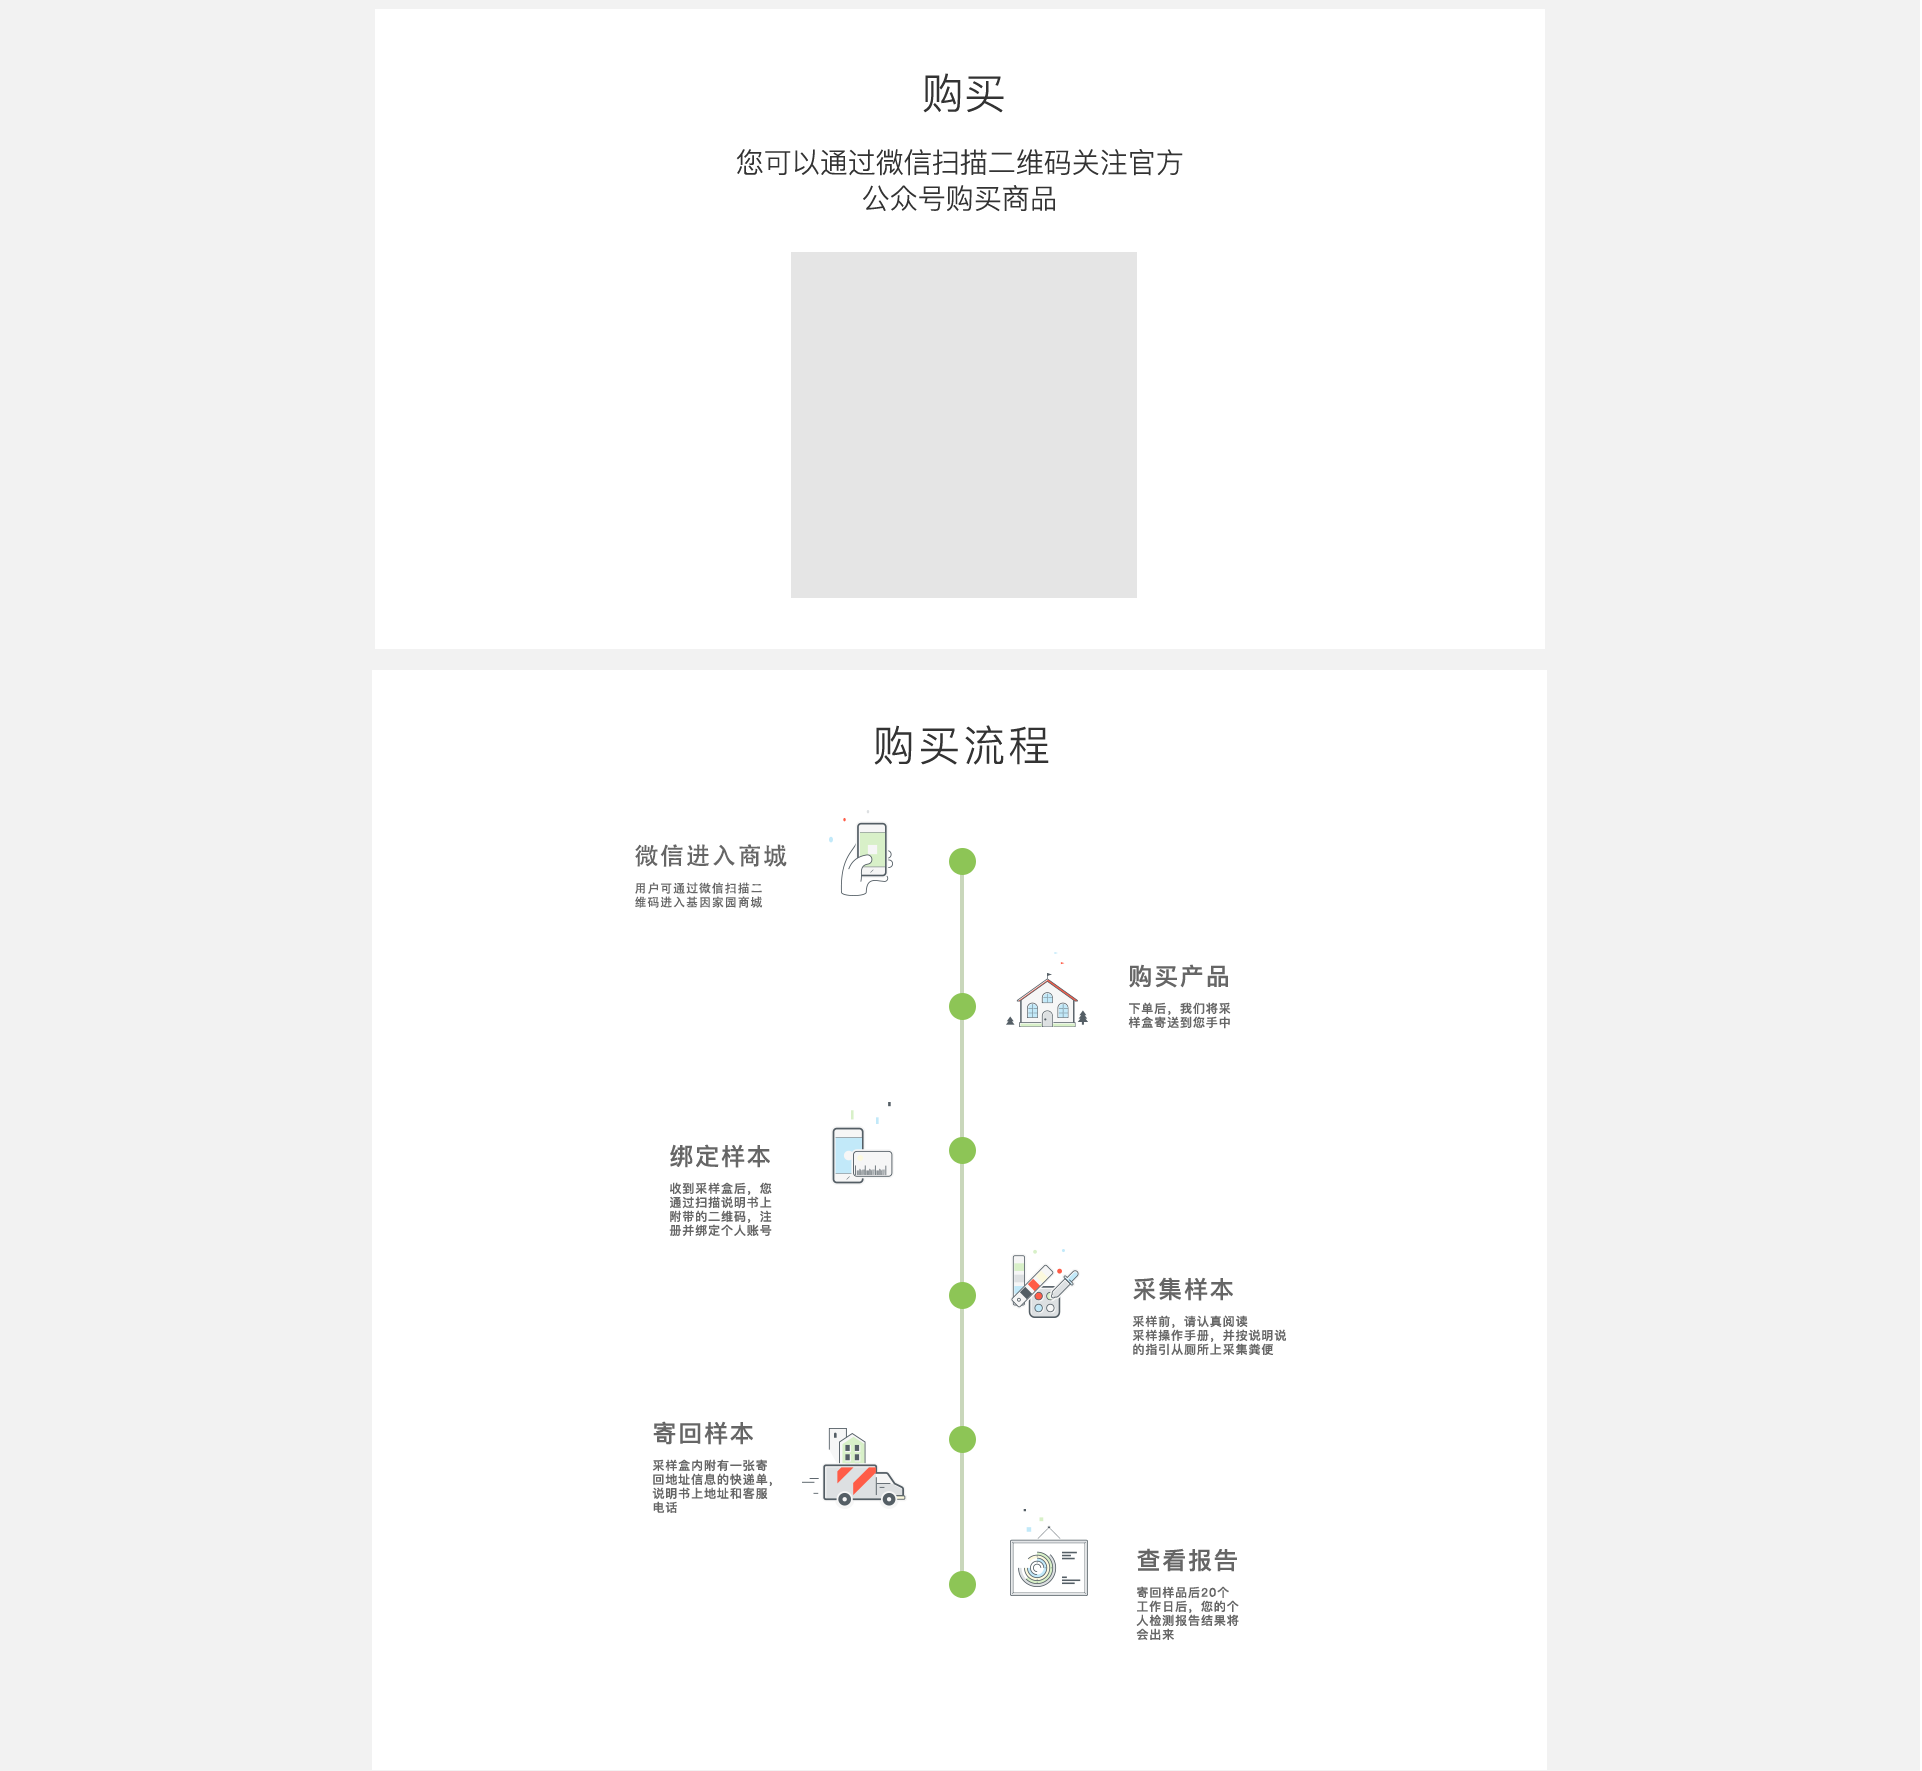 购买
您可以通过微信扫描二维码关注官方
公众号购买商品
购买流程
微信进入商城
用户可通过微信扫描二
维码进入基因家园商城
购买产品
下单后，我们将采
样盒寄送到您手中
绑定样本
收到采样盒后，您
通过扫描说明书上
附带的二维码，注
册并绑定个人账号
采集样本
采样前，请认真阅读
采样操作手册，并按说明说
的指引从厕所上采集粪便
寄回样本
采样盒内附有一张寄
回地址信息的快递单，
说明书上地址和客服
电话
查看报告
寄回样品后20个
工作日后，您的个
人检测报告结果将
会出来